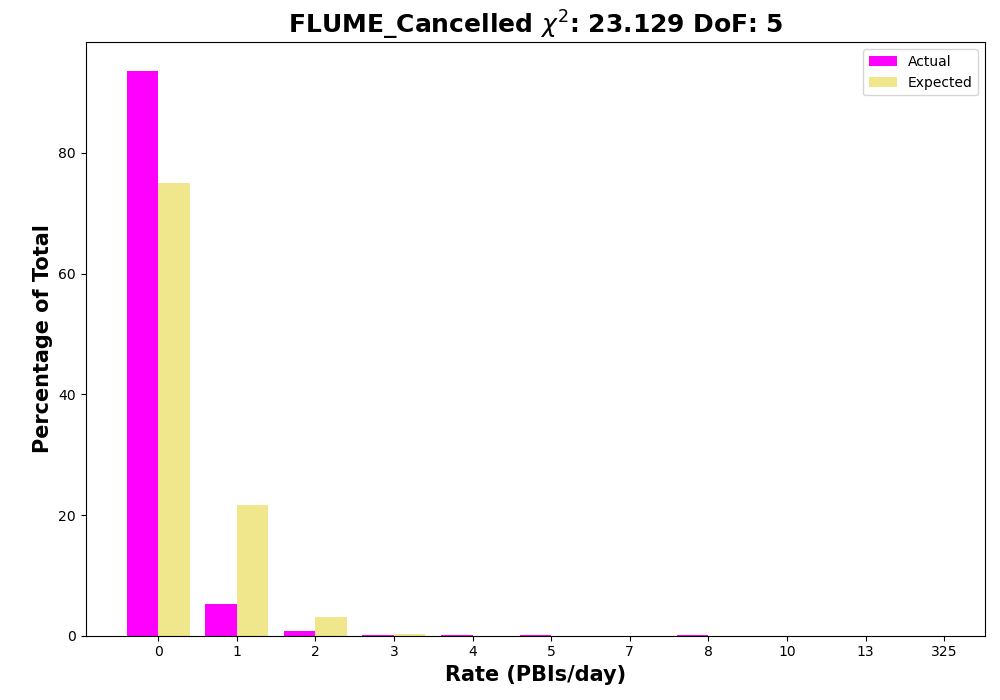 FLUME_Cancelled χ²: 23.129 DoF: 5
Actual
Expected
Percentage of Total
80
60
40
20
0
0 1 2 3 4 5 7 8 10 13 325
Rate (PBIs/day)